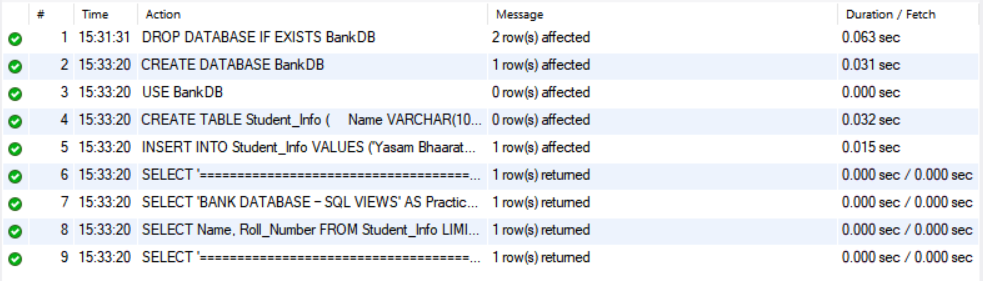 # Time Action Message Duration / Fetch
1 15:31:31 DROP DATABASE IF EXISTS BankDB 2 row(s) affected 0.063 sec
2 15:33:20 CREATE DATABASE BankDB 1 row(s) affected 0.031 sec
3 15:33:20 USE BankDB 0 row(s) affected 0.000 sec
4 15:33:20 CREATE TABLE Student_Info ( Name VARCHAR(10... 0 row(s) affected 0.032 sec
5 15:33:20 INSERT INTO Student_Info VALUES ('Yasam Bhaarat... 1 row(s) affected 0.015 sec
6 15:33:20 SELECT '====================================... 1 row(s) returned 0.000 sec / 0.000 sec
7 15:33:20 SELECT 'BANK DATABASE – SQL VIEWS' AS Practic... 1 row(s) returned 0.000 sec / 0.000 sec
8 15:33:20 SELECT Name, Roll_Number FROM Student_Info LIMI... 1 row(s) returned 0.000 sec / 0.000 sec
9 15:33:20 SELECT '====================================... 1 row(s) returned 0.000 sec / 0.000 sec